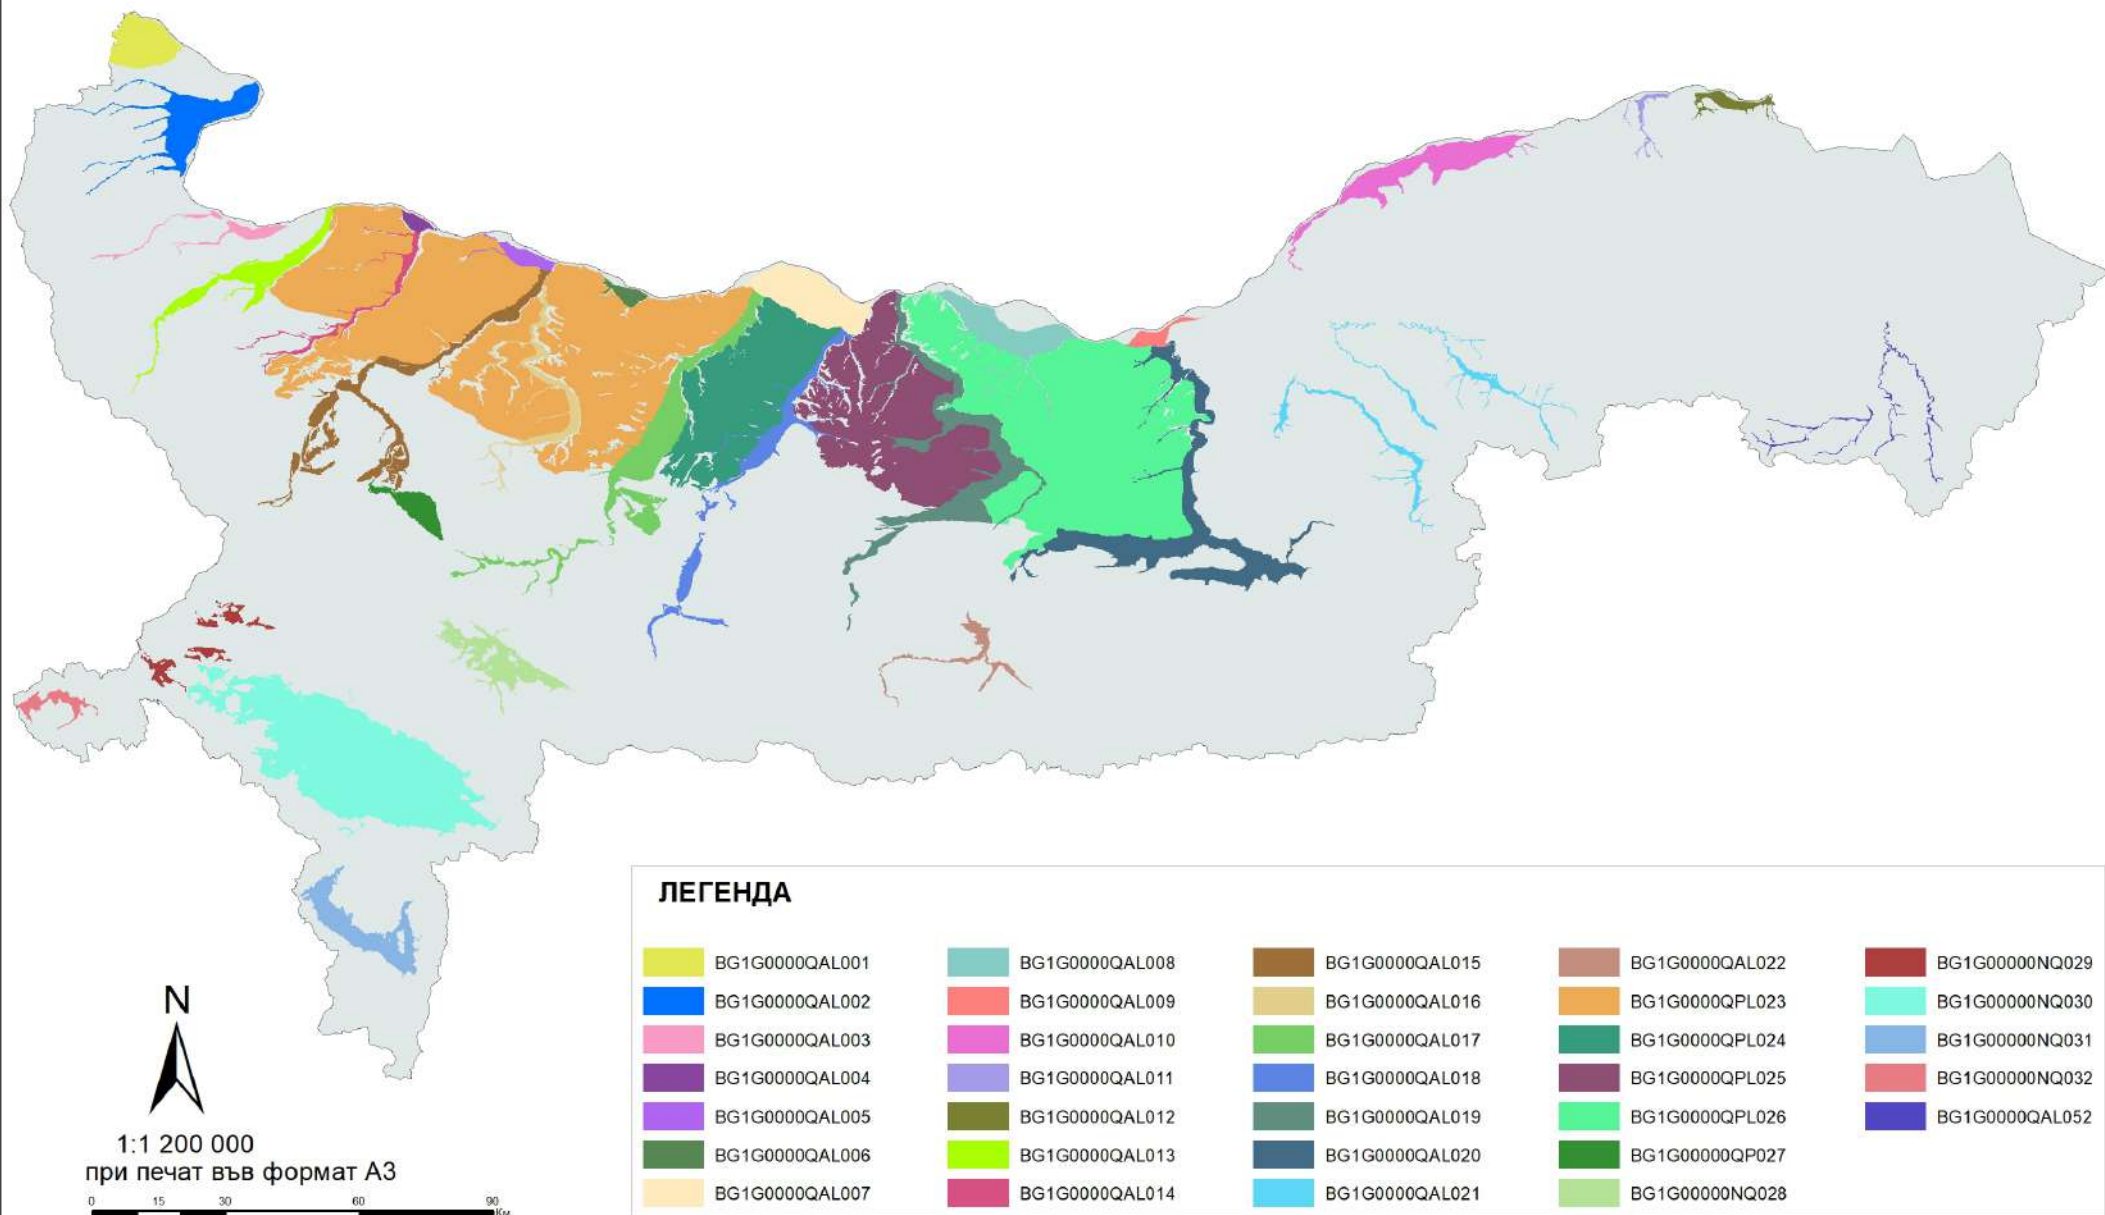 ЛЕГЕНДА
BG1G0000QAL001
BG1G0000QAL002
BG1G0000QAL003
BG1G0000QAL004
BG1G0000QAL005
BG1G0000QAL006
BG1G0000QAL007
BG1G0000QAL008
BG1G0000QAL009
BG1G0000QAL010
BG1G0000QAL011
BG1G0000QAL012
BG1G0000QAL013
BG1G0000QAL014
BG1G0000QAL015
BG1G0000QAL016
BG1G0000QAL017
BG1G0000QAL018
BG1G0000QAL019
BG1G0000QAL020
BG1G0000QAL021
BG1G0000QAL022
BG1G0000QPL023
BG1G0000QPL024
BG1G0000QPL025
BG1G0000QPL026
BG1G00000QP027
BG1G00000NQ028
BG1G00000NQ029
BG1G00000NQ030
BG1G00000NQ031
BG1G00000NQ032
BG1G0000QAL052
N
1:1 200 000
при печат във формат А3
0 15 30 60 90
Км